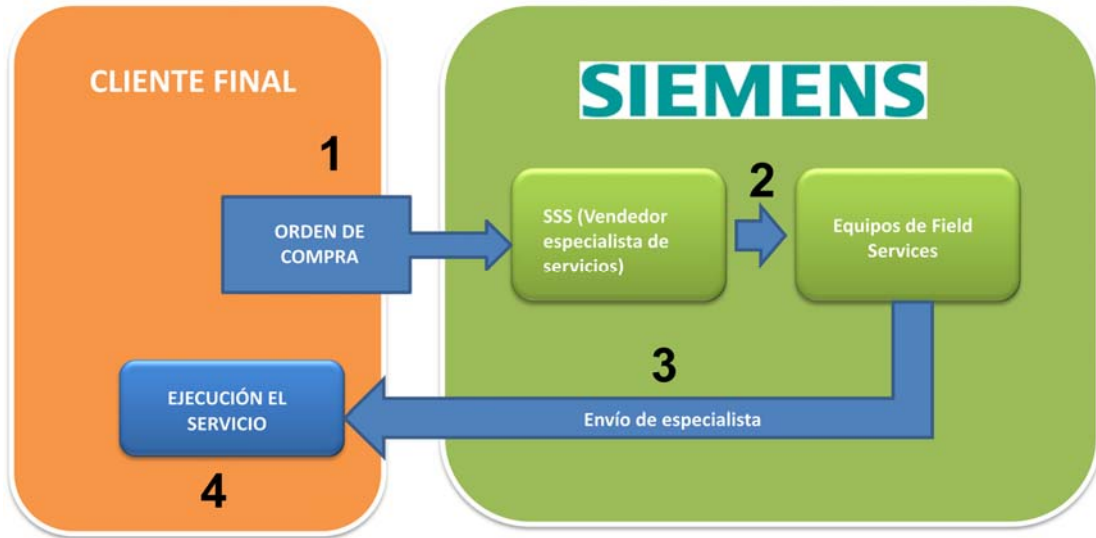 CLIENTE FINAL
SIEMENS
1
ORDEN DE
COMPRA
SSS (Vendedor
especialista de
servicios)
2
Equipos de Field
Services
3
Envío de especialista
EJECUCIÓN EL
SERVICIO
4